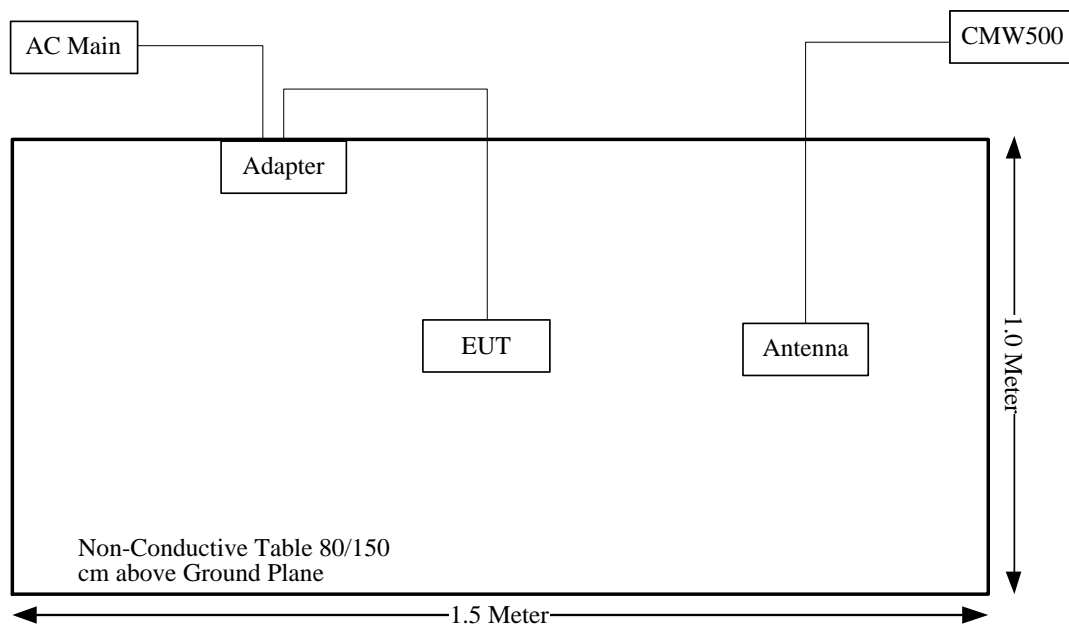 AC Main
CMW500
Adapter
EUT
Antenna
1.0 Meter
Non-Conductive Table 80/150
cm above Ground Plane
1.5 Meter